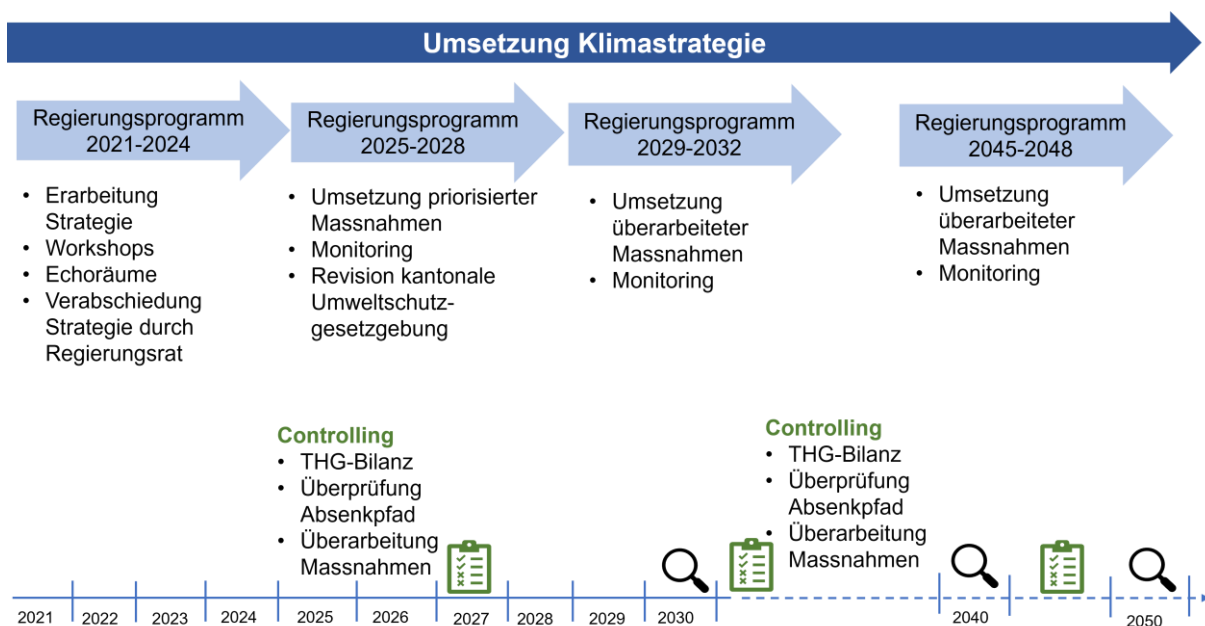 Umsetzung Klimastrategie
Regierungsprogramm
2021-2024
• Erarbeitung
Strategie
• Workshops
• Echoräume
• Verabschiedung
Strategie durch
Regierungsrat
Regierungsprogramm
2025-2028
• Umsetzung priorisierter
Massnahmen
• Monitoring
• Revision kantonale
Umweltschutz-
gesetzgebung
Regierungsprogramm
2029-2032
• Umsetzung
überarbeiteter
Massnahmen
• Monitoring
Regierungsprogramm
2045-2048
• Umsetzung
überarbeiteter
Massnahmen
• Monitoring
Controlling
• THG-Bilanz
• Überprüfung
Absenkpfad
• Überarbeitung
Massnahmen
Controlling
• THG-Bilanz
• Überprüfung
Absenkpfad
• Überarbeitung
Massnahmen
2021 2022 2023 2024 2025 2026 2027 2028 2029 2030 2040 2050